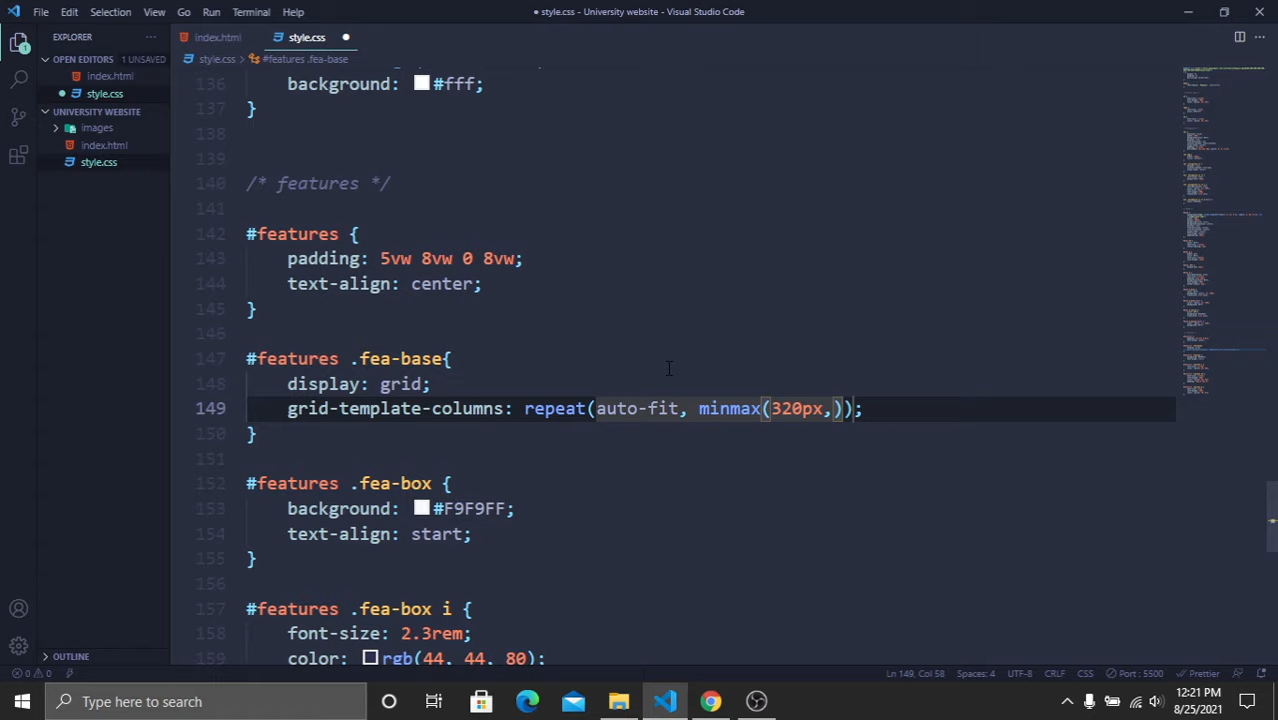 File Edit Selection View Go Run Terminal Help
● style.css - University website - Visual Studio Code
EXPLORER
OPEN EDITORS 1 UNSAVED
index.html
style.css
UNIVERSITY WEBSITE
images
index.html
style.css
OUTLINE
index.html
style.css
style.css > #features .fea-base
136 background: #fff;
137 }
138
139
140 /* features */
141
142 #features {
143 padding: 5vw 8vw 0 8vw;
144 text-align: center;
145 }
146
147 #features .fea-base{
148 display: grid;
149 grid-template-columns: repeat(auto-fit, minmax(320px,));
150 }
151
152 #features .fea-box {
153 background: #F9F9FF;
154 text-align: start;
155 }
156
157 #features .fea-box i {
158 font-size: 2.3rem;
159 color: rgb(44, 44, 80);
0 0 Ln 149, Col 58 Spaces: 4 UTF-8 CRLF CSS Port : 5500 Prettier
Type here to search
12:21 PM
8/25/2021